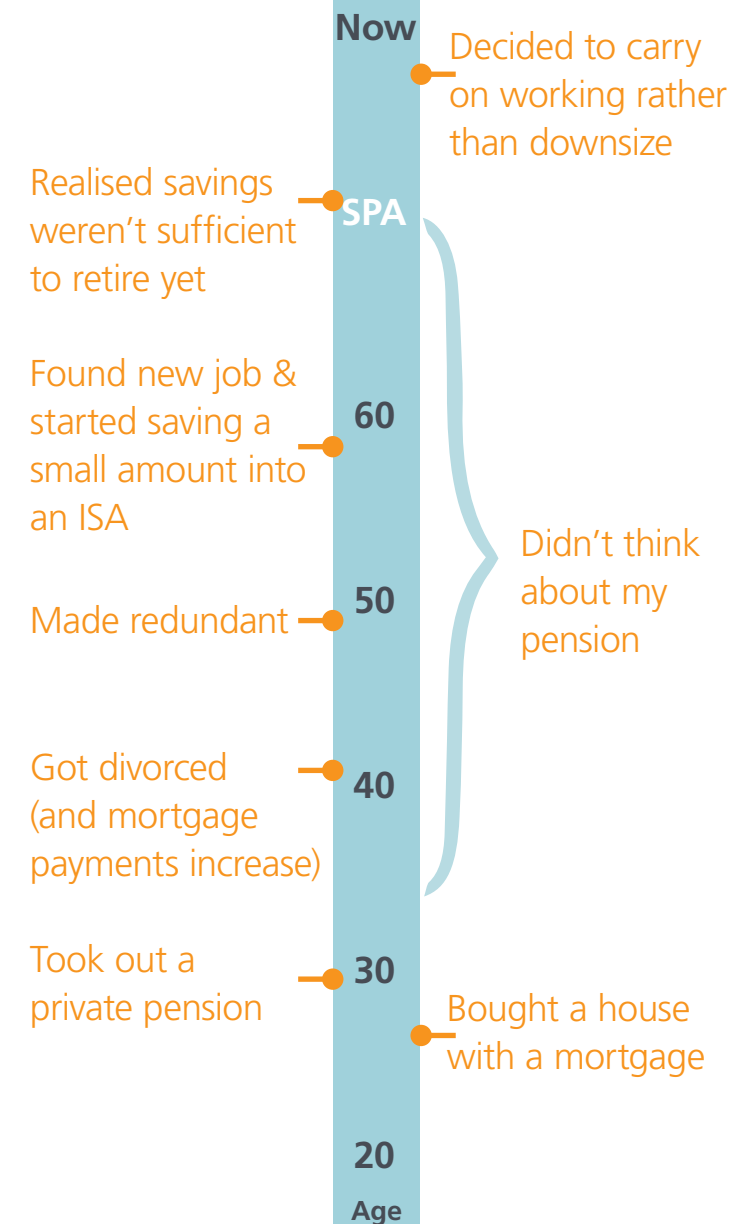 Now
Decided to carry
on working rather
than downsize
Realised savings
weren't sufficient
to retire yet
SPA
Found new job &
started saving a
small amount into
an ISA
60
Didn't think
about my
pension
50
Made redundant
Got divorced
(and mortgage
payments increase)
40
Took out a
private pension
30
Bought a house
with a mortgage
20
Age